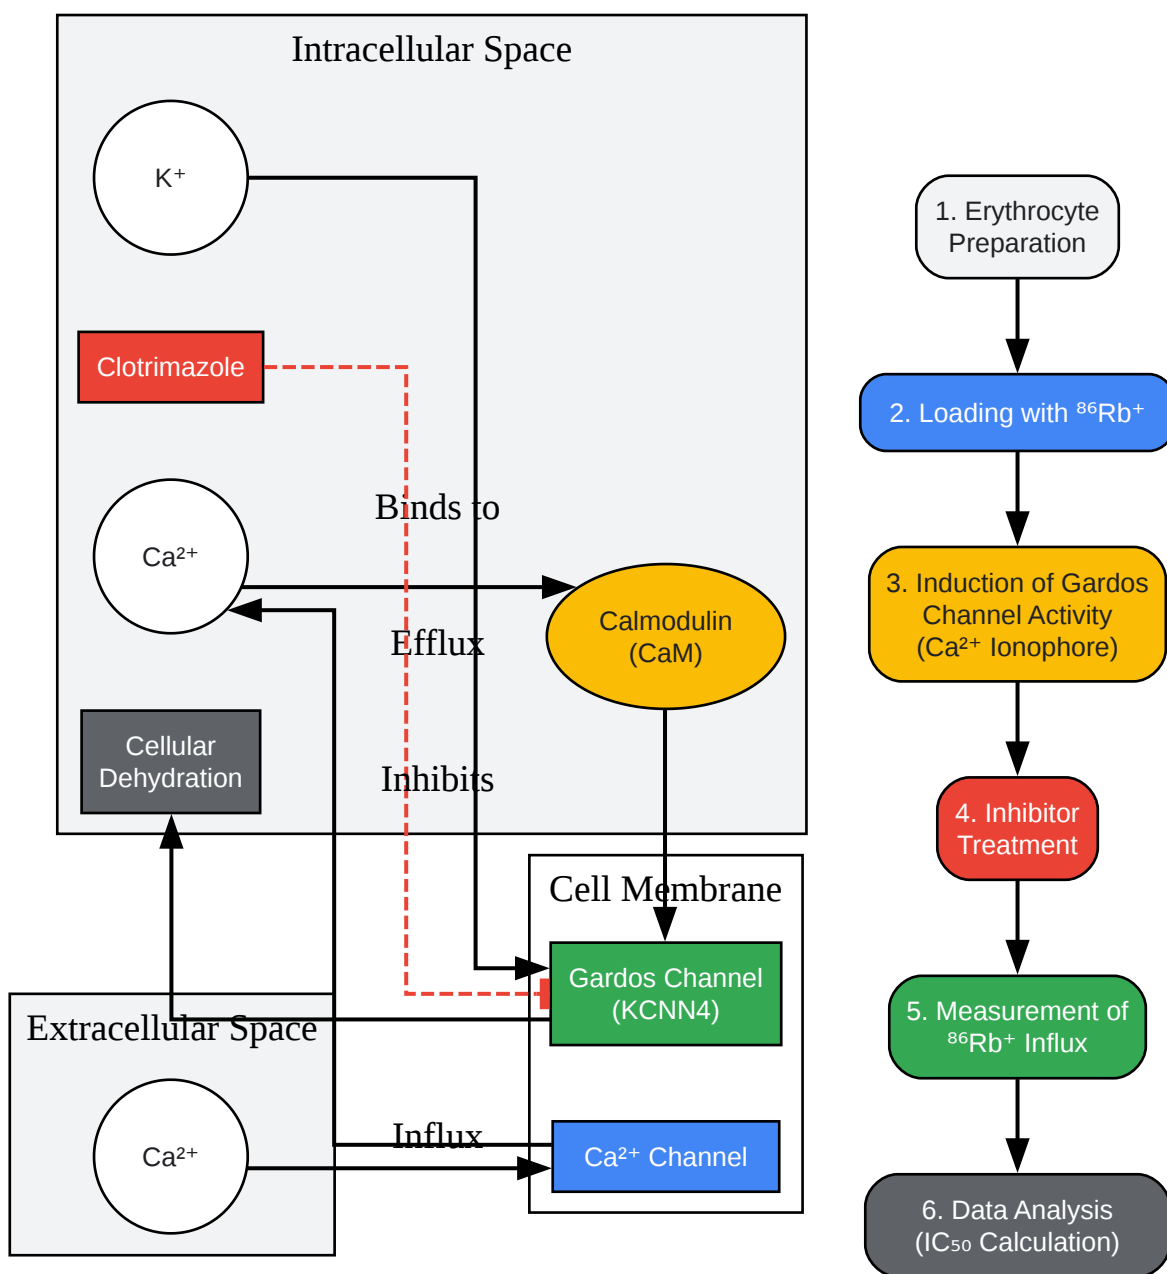 Intracellular Space
K⁺
Clotrimazole
Binds to
Ca²⁺
Efflux
Calmodulin
(CaM)
Cellular
Dehydration
Inhibits
Cell Membrane
Gardos Channel
(KCNN4)
Extracellular Space
Influx
Ca²⁺
Ca²⁺ Channel
1. Erythrocyte
Preparation
2. Loading with ⁸⁶Rb⁺
3. Induction of Gardos
Channel Activity
(Ca²⁺ Ionophore)
4. Inhibitor
Treatment
5. Measurement of
⁸⁶Rb⁺ Influx
6. Data Analysis
(IC₅₀ Calculation)